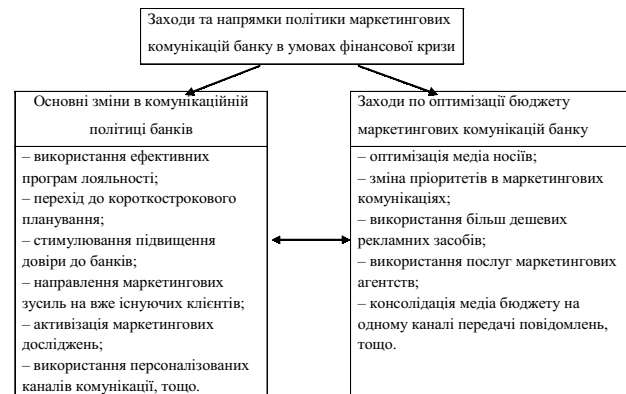 Заходи та напрямки політики маркетингових
комунікацій банку в умовах фінансової кризи
Основні зміни в комунікаційній
політиці банків
– використання ефективних
програм лояльності;
– перехід до короткострокового
планування;
– стимулювання підвищення
довіри до банків;
– направлення маркетингових
зусиль на вже існуючих клієнтів;
– активізація маркетингових
досліджень;
– використання персоналізованих
каналів комунікації, тощо.
Заходи по оптимізації бюджету
маркетингових комунікацій банку
– оптимізація медіа носіїв;
– зміна пріоритетів в маркетингових
комунікаціях;
– використання більш дешевих
рекламних засобів;
– використання послуг маркетингових
агентств;
– консолідація медіа бюджету на
одному каналі передачі повідомлень,
тощо.